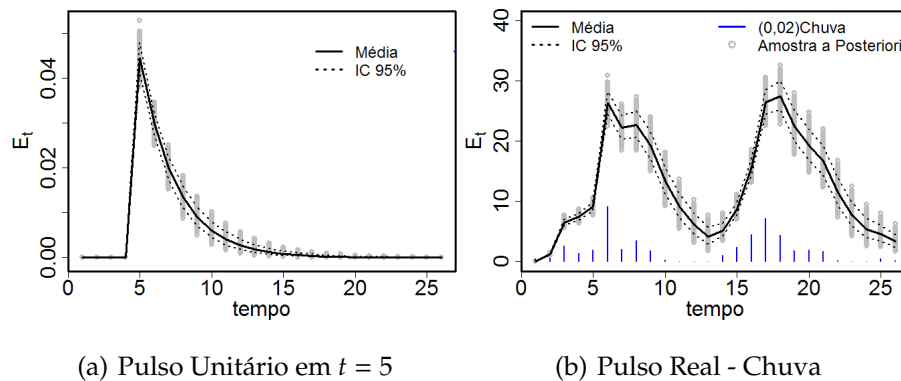 Média
IC 95%
E_t
0.00
0.02
0.04
0
5
10
15
20
25
tempo
(a) Pulso Unitário em t = 5
Média
IC 95%
(0,02)Chuva
Amostra a Posteriori
E_t
0
10
20
30
40
0
5
10
15
20
25
tempo
(b) Pulso Real - Chuva